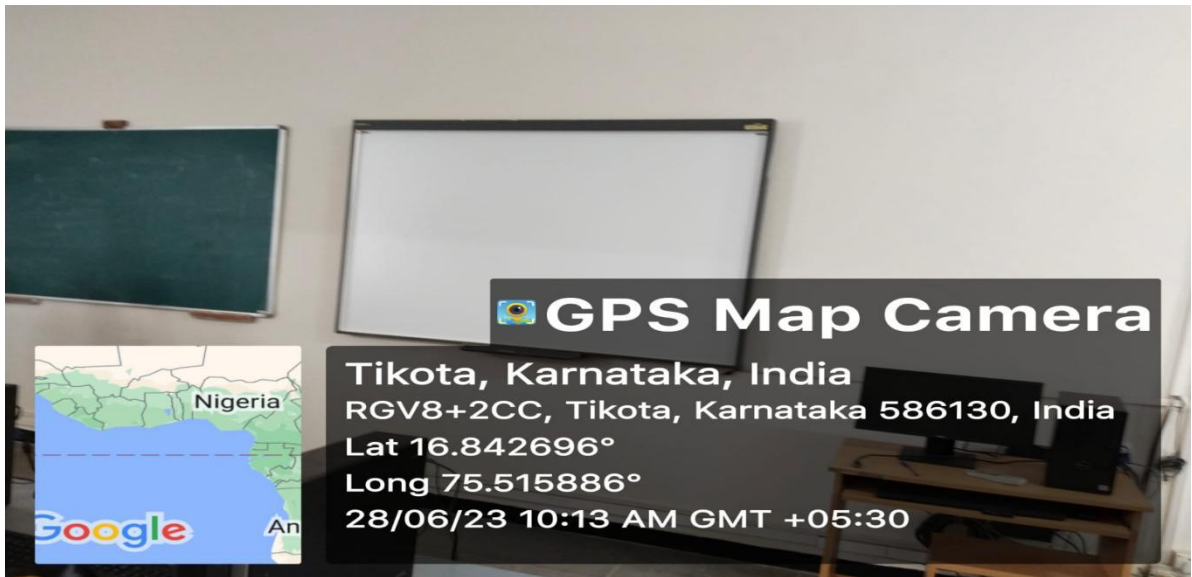 GPS Map Camera
Tikota, Karnataka, India
RGV8+2CC, Tikota, Karnataka 586130, India
Lat 16.842696°
Long 75.515886°
28/06/23 10:13 AM GMT +05:30
Nigeria
Google
An